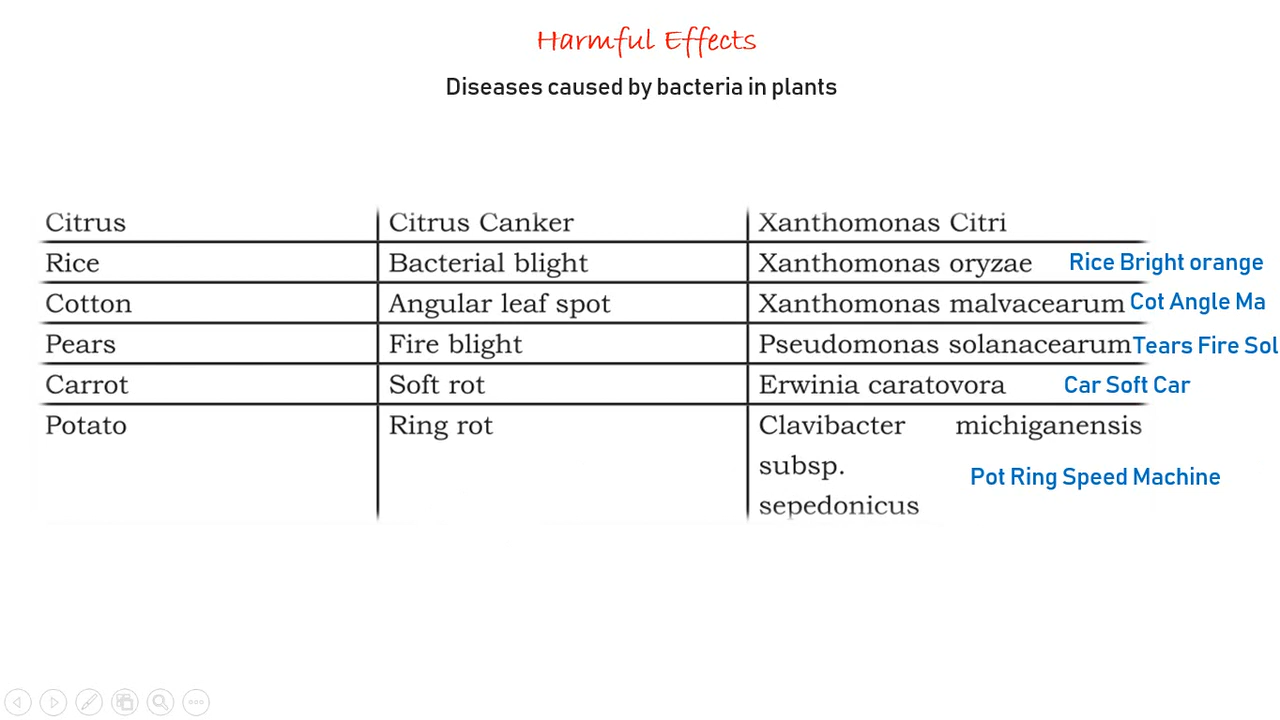 Harmful Effects
Diseases caused by bacteria in plants
Citrus Citrus Canker Xanthomonas Citri
Rice Bacterial blight Xanthomonas oryzae Rice Bright orange
Cotton Angular leaf spot Xanthomonas malvacearum Cot Angle Ma
Pears Fire blight Pseudomonas solanacearum Tears Fire Sol
Carrot Soft rot Erwinia caratovora Car Soft Car
Potato Ring rot Clavibacter michiganensis
subsp.
Pot Ring Speed Machine
sepedonicus